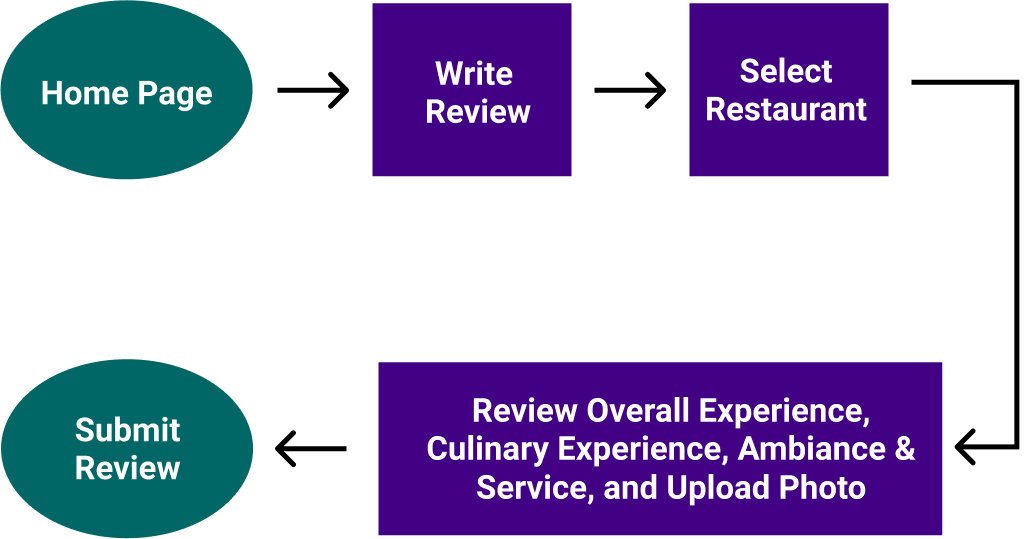 Home Page
Write
Review
Select
Restaurant
Review Overall Experience,
Culinary Experience, Ambiance &
Service, and Upload Photo
Submit
Review